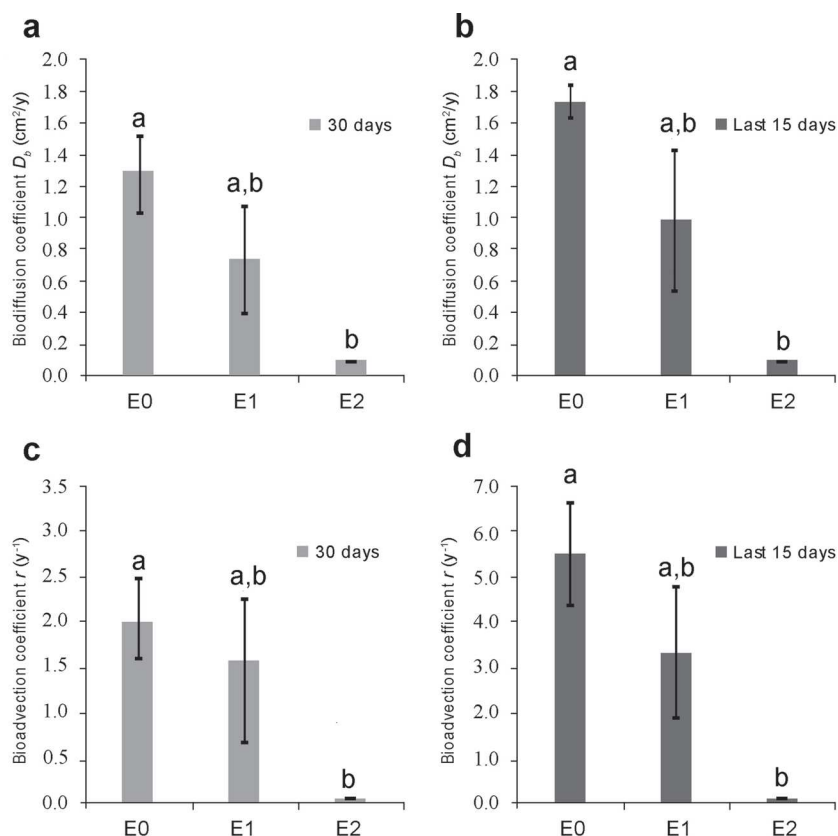 a
Biodiffusion coefficient D_b (cm²/y)
2.0
1.8
1.6
1.4
1.2
1.0
0.8
0.6
0.4
0.2
0.0
a
a,b
b
30 days
E0 E1 E2
b
Biodiffusion coefficient D_b (cm²/y)
2.0
1.8
1.6
1.4
1.2
1.0
0.8
0.6
0.4
0.2
0.0
a
a,b
b
Last 15 days
E0 E1 E2
c
Bioadvection coefficient r (y⁻¹)
3.5
3.0
2.5
2.0
1.5
1.0
0.5
0.0
a
a,b
b
30 days
E0 E1 E2
d
Bioadvection coefficient r (y⁻¹)
7.0
6.0
5.0
4.0
3.0
2.0
1.0
0.0
a
a,b
b
Last 15 days
E0 E1 E2